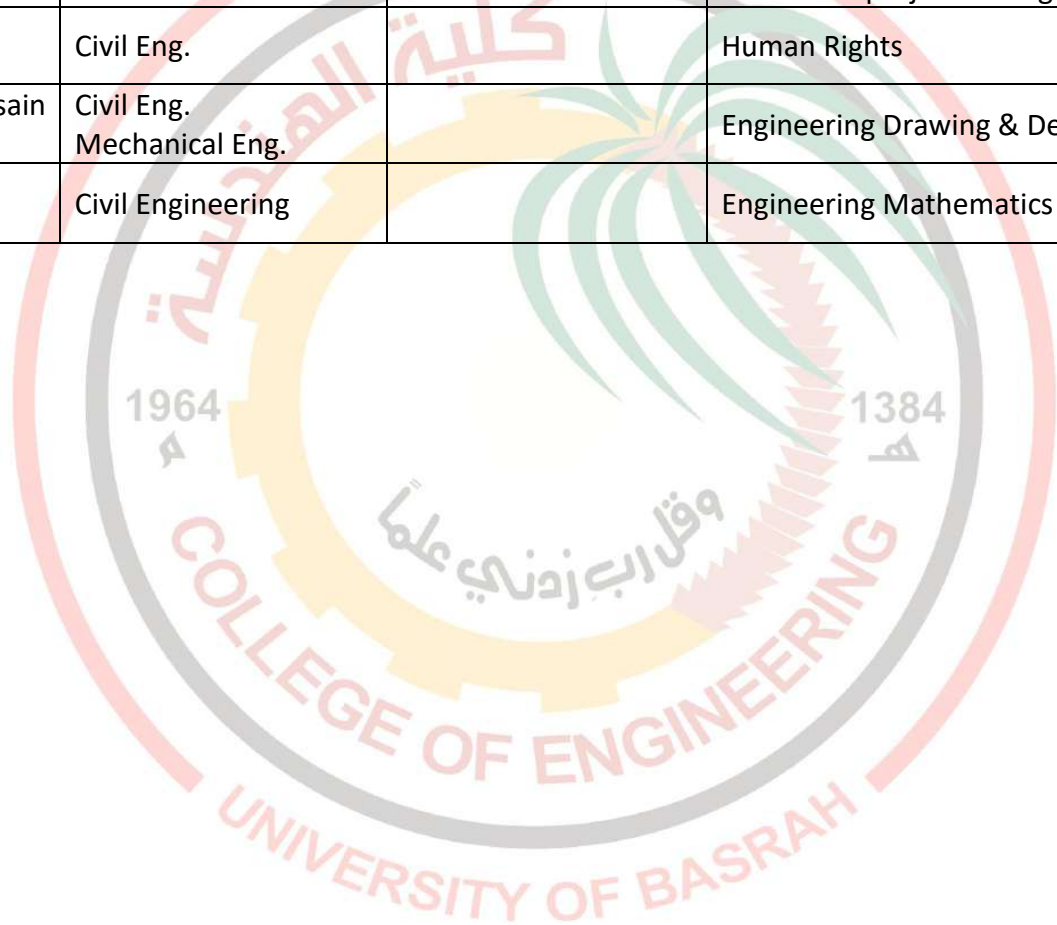 Civil Eng. Human Rights
sain Civil Eng. Engineering Drawing & De
Mechanical Eng.
Civil Engineering Engineering Mathematics
كلية الهندسة
1964 1384
م هـ
وقل رب زدني علماً
COLLEGE OF ENGINEERING
UNIVERSITY OF BASRAH